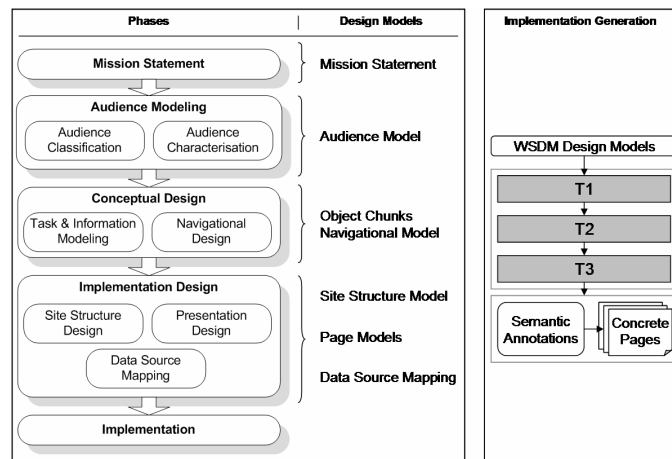 Phases
Design Models
Mission Statement
Mission Statement
Audience Modeling
Audience
Classification
Audience
Characterisation
Audience Model
Conceptual Design
Task & Information
Modeling
Navigational
Design
Object Chunks
Navigational Model
Implementation Design
Site Structure
Design
Presentation
Design
Data Source
Mapping
Site Structure Model
Page Models
Data Source Mapping
Implementation
Implementation Generation
WSDM Design Models
T1
T2
T3
Semantic
Annotations
Concrete
Pages